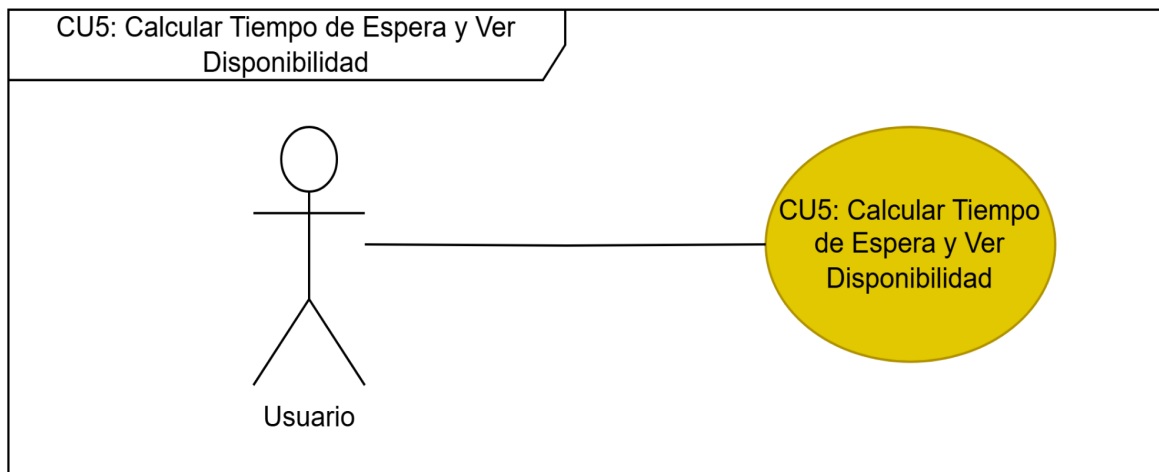 CU5: Calcular Tiempo de Espera y Ver
Disponibilidad
CU5: Calcular Tiempo
de Espera y Ver
Disponibilidad
Usuario